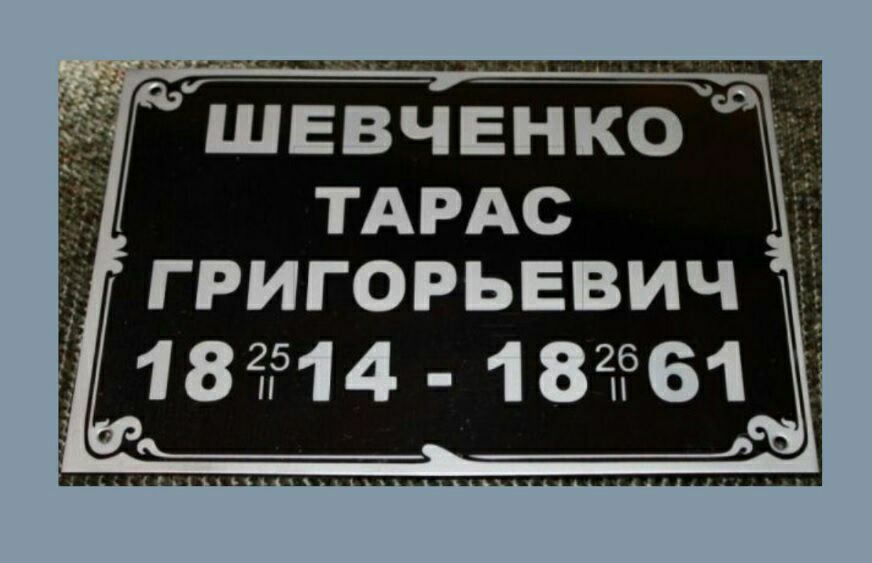 ШЕВЧЕНКО
ТАРАС
ГРИГОРЬЕВИЧ
18 25 II 14 - 18 26 II 61